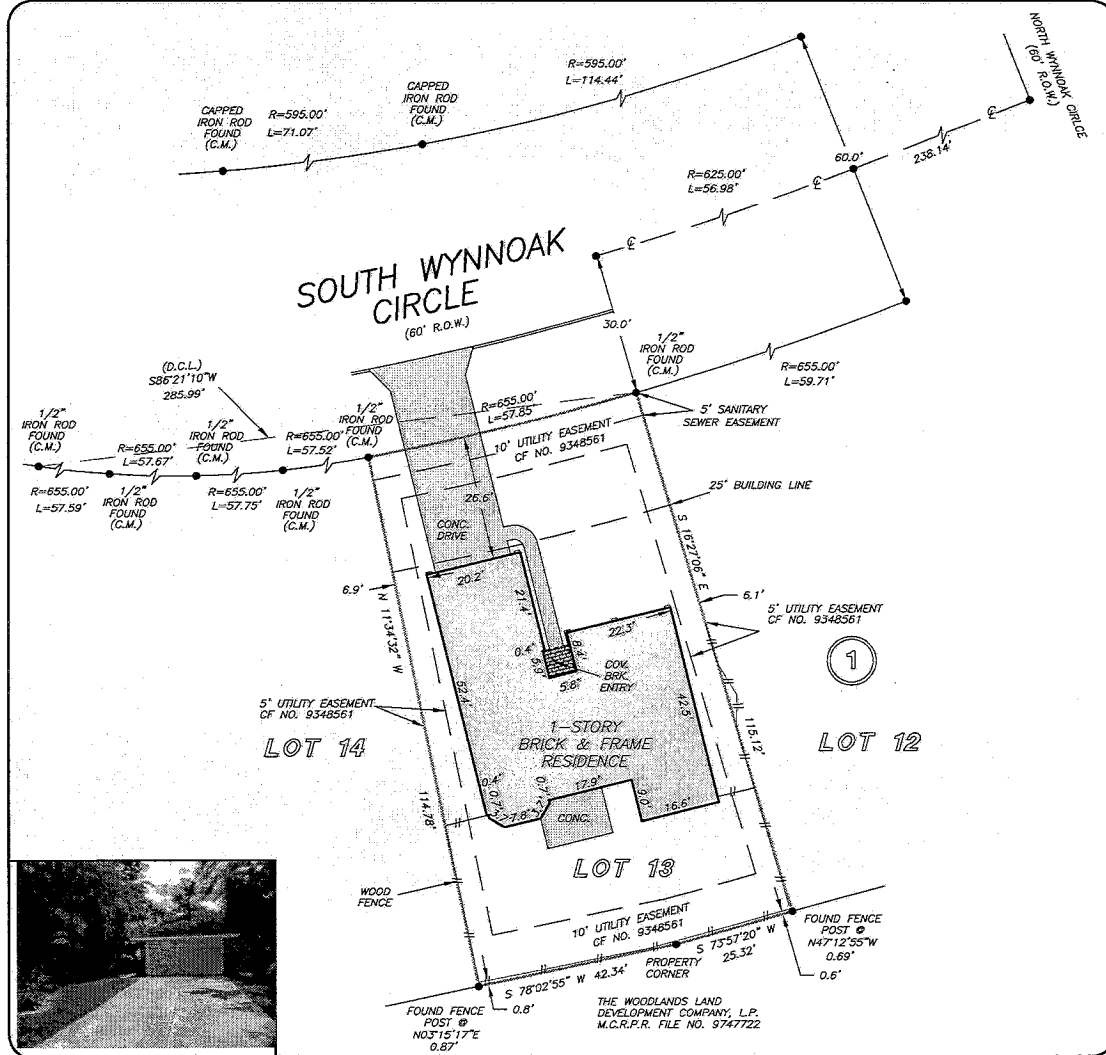 NORTH WYNNOAK CIRLCE
(60' R.O.W.)
R=595.00'
L=114.44'
CAPPED
IRON ROD
FOUND
(C.M.)
R=595.00'
L=71.07'
CAPPED
IRON ROD
FOUND
(C.M.)
60.0'
238.14'
R=625.00'
L=56.98'
SOUTH WYNNOAK
CIRCLE
(60' R.O.W.)
30.0'
1/2"
IRON ROD
FOUND
(C.M.)
R=655.00'
L=59.71'
(D.C.L.)
S86°21'10"W
285.99'
1/2"
IRON ROD
FOUND
(C.M.)
R=655.00'
L=57.67'
1/2"
IRON ROD
FOUND
(C.M.)
R=655.00'
L=57.52'
1/2"
IRON ROD
FOUND
(C.M.)
R=655.00'
L=57.85'
5' SANITARY
SEWER EASEMENT
10' UTILITY EASEMENT
CF NO. 9348561
R=655.00'
L=57.59'
1/2"
IRON ROD
FOUND
(C.M.)
R=655.00'
L=57.75'
1/2"
IRON ROD
FOUND
(C.M.)
26.6'
25' BUILDING LINE
CONC.
DRIVE
S 16°27'06" E
6.9'
N 11°34'32" W
20.2'
21.4'
6.1'
5' UTILITY EASEMENT
CF NO. 9348561
22.3'
8.4'
0.4'
5.9'
5.8'
COV.
BRK.
ENTRY
1
52.4'
42.5'
5' UTILITY EASEMENT
CF NO. 9348561
1-STORY
BRICK & FRAME
RESIDENCE
115.12'
LOT 14
LOT 12
0.4'
0.7'
7.8'
0.7'
17.9'
9.0'
16.6'
CONC.
114.78'
LOT 13
WOOD
FENCE
10' UTILITY EASEMENT
CF NO. 9348561
FOUND FENCE
POST @
N47°12'55"W
0.69'
0.6'
S 73°57'20" W
25.32'
PROPERTY
CORNER
S 78°02'55" W 42.34'
0.8'
FOUND FENCE
POST @
N03°15'17"E
0.87'
THE WOODLANDS LAND
DEVELOPMENT COMPANY, L.P.
M.C.R.P.R. FILE NO. 9747722